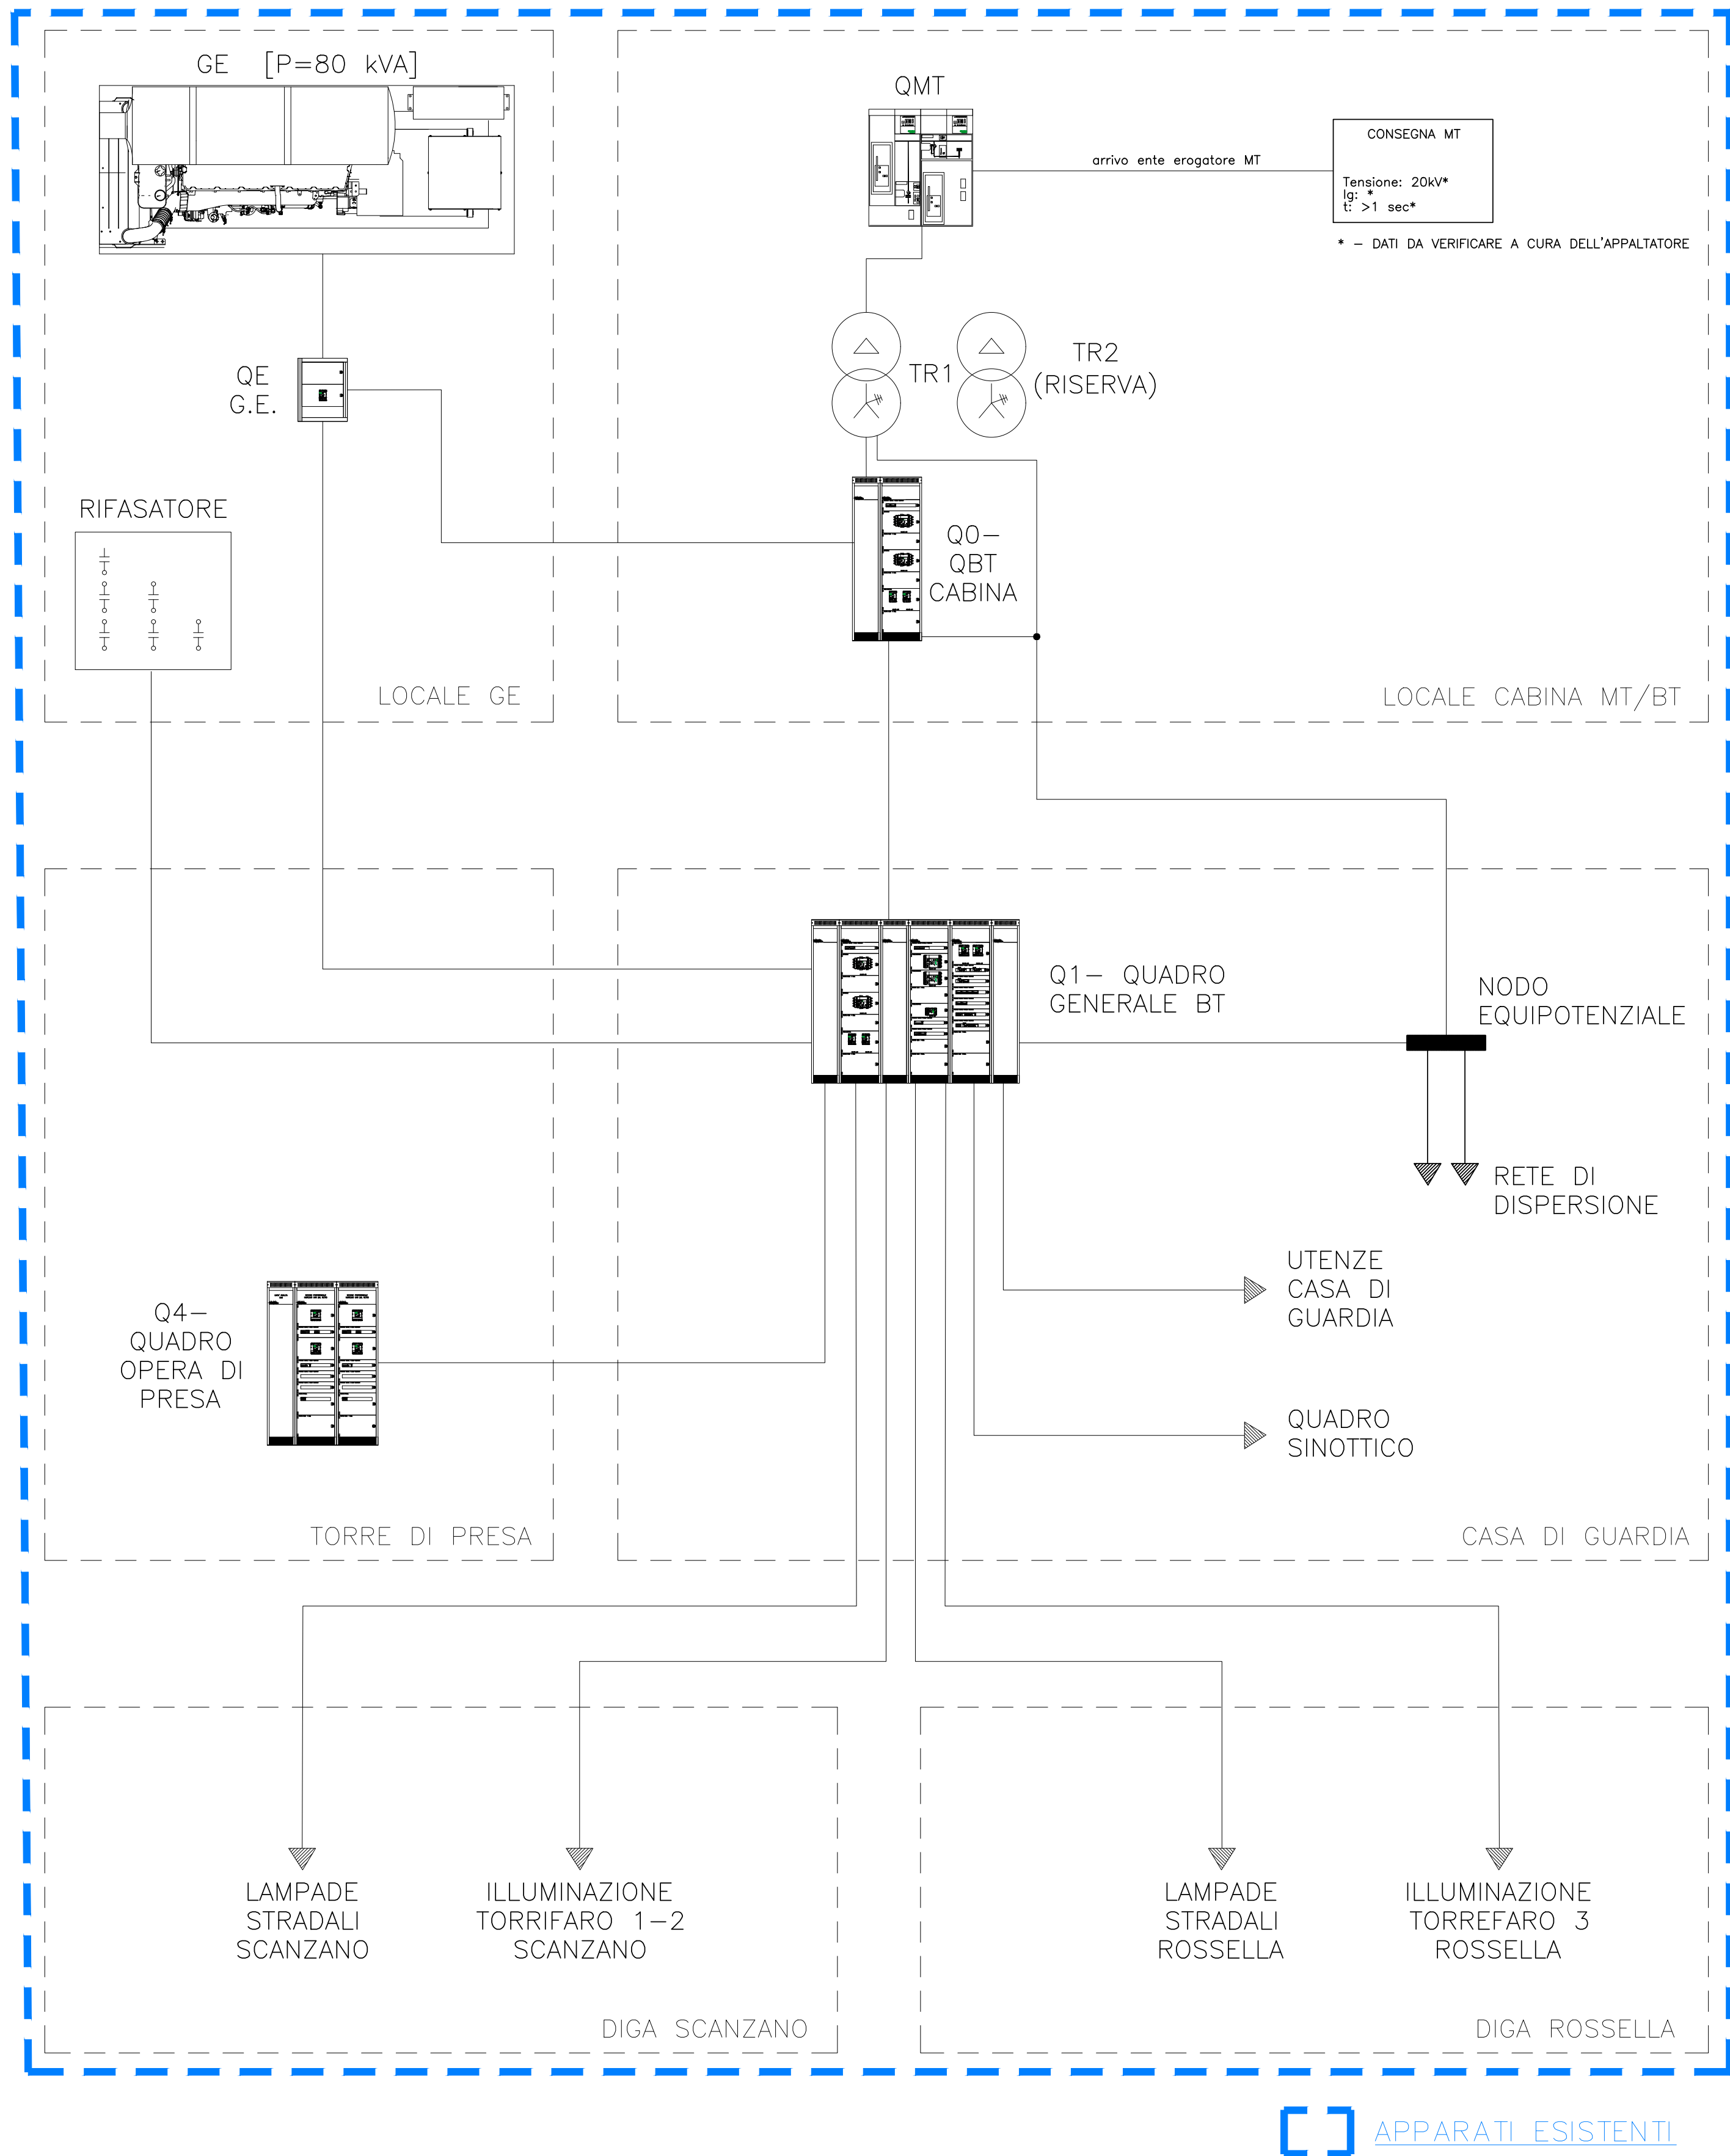 GE [P=80 kVA]
QMT
CONSEGNA MT
Tensione: 20kV*
Ig: *
t: >1 sec*
arrivo ente erogatore MT
* – DATI DA VERIFICARE A CURA DELL'APPALTATORE
QE
G.E.
TR1
TR2
(RISERVA)
RIFASATORE
Q0–
QBT
CABINA
LOCALE GE
LOCALE CABINA MT/BT
Q1– QUADRO
GENERALE BT
NODO
EQUIPOTENZIALE
RETE DI
DISPERSIONE
UTENZE
CASA DI
GUARDIA
Q4–
QUADRO
OPERA DI
PRESA
QUADRO
SINOTTICO
TORRE DI PRESA
CASA DI GUARDIA
LAMPADE
STRADALI
SCANZANO
ILLUMINAZIONE
TORRIFARO 1–2
SCANZANO
LAMPADE
STRADALI
ROSSELLA
ILLUMINAZIONE
TORREFARO 3
ROSSELLA
DIGA SCANZANO
DIGA ROSSELLA
APPARATI ESISTENTI